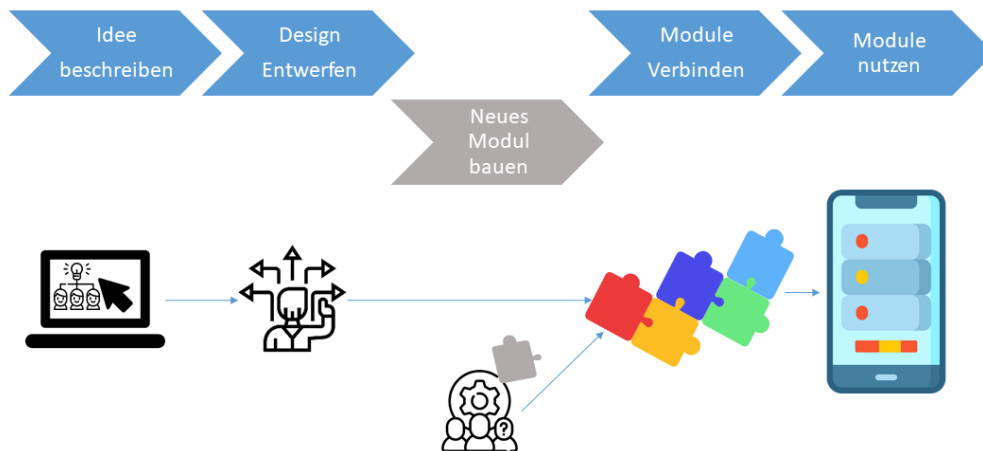 Idee
beschreiben
Design
Entwerfen
Neues
Modul
bauen
Module
Verbinden
Module
nutzen
?